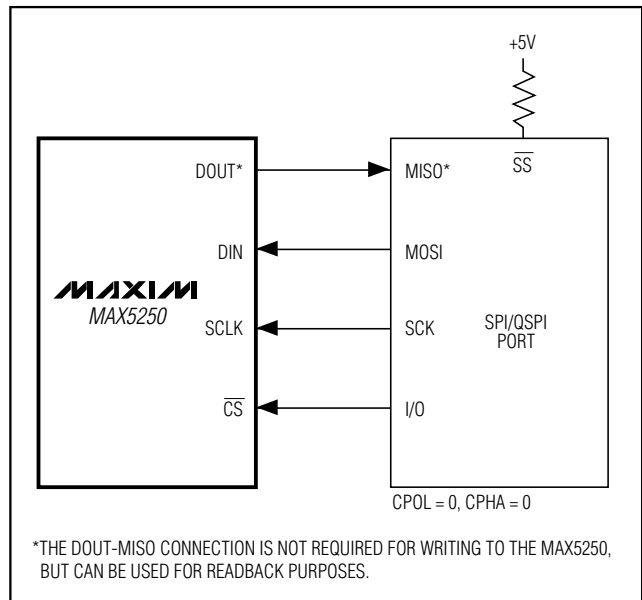 +5V
SS
DOUT* MISO*
DIN MOSI
MAXIM
MAX5250
SCLK SCK SPI/QSPI
PORT
CS I/O
CPOL = 0, CPHA = 0
*THE DOUT-MISO CONNECTION IS NOT REQUIRED FOR WRITING TO THE MAX5250,
BUT CAN BE USED FOR READBACK PURPOSES.